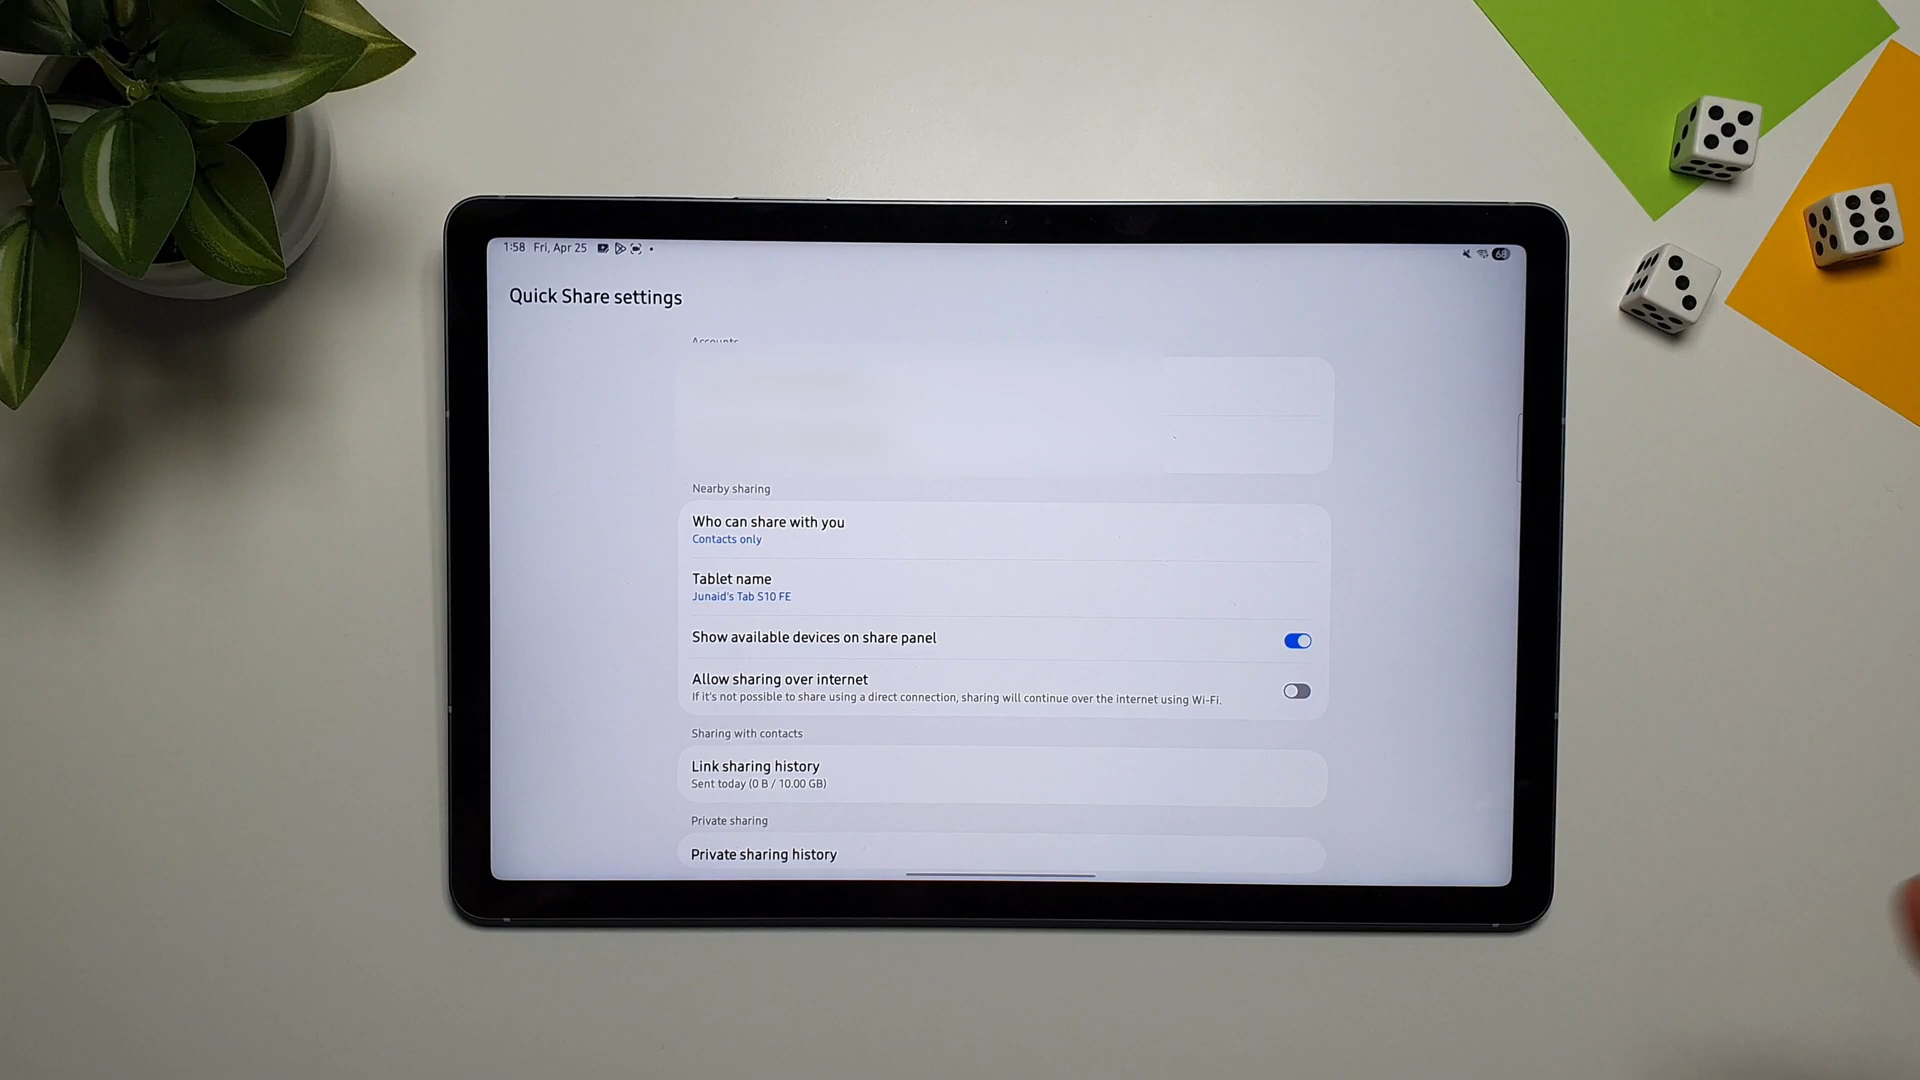 1:58 Fri, Apr 25
68
Quick Share settings
Accounts
Nearby sharing
Who can share with you
Contacts only
Tablet name
Junaid's Tab S10 FE
Show available devices on share panel
Allow sharing over internet
If it's not possible to share using a direct connection, sharing will continue over the internet using Wi-Fi.
Sharing with contacts
Link sharing history
Sent today (0 B / 10.00 GB)
Private sharing
Private sharing history